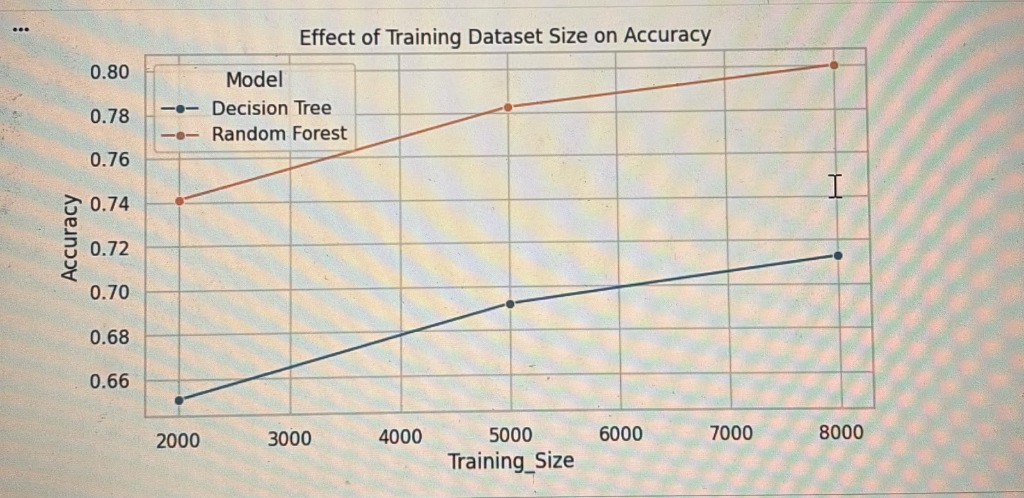 ...
Effect of Training Dataset Size on Accuracy
Model
Decision Tree
Random Forest
Accuracy
0.80
0.78
0.76
0.74
0.72
0.70
0.68
0.66
2000 3000 4000 5000 6000 7000 8000
Training_Size